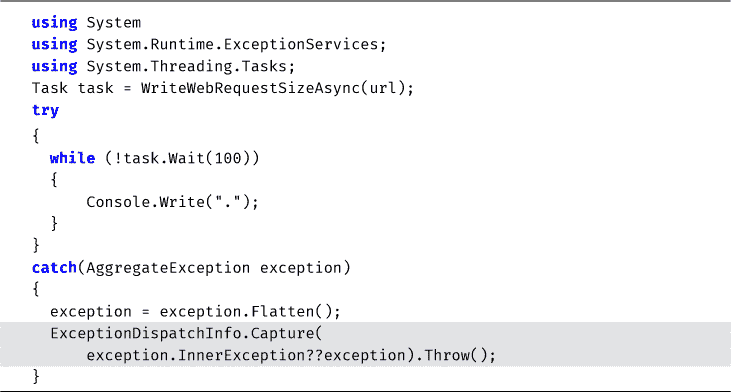 using System
using System.Runtime.ExceptionServices;
using System.Threading.Tasks;
Task task = WriteWebRequestSizeAsync(url);
try
{
  while (!task.Wait(100))
  {
      Console.Write(".");
  }
}
catch(AggregateException exception)
{
  exception = exception.Flatten();
  ExceptionDispatchInfo.Capture(
      exception.InnerException??exception).Throw();
}